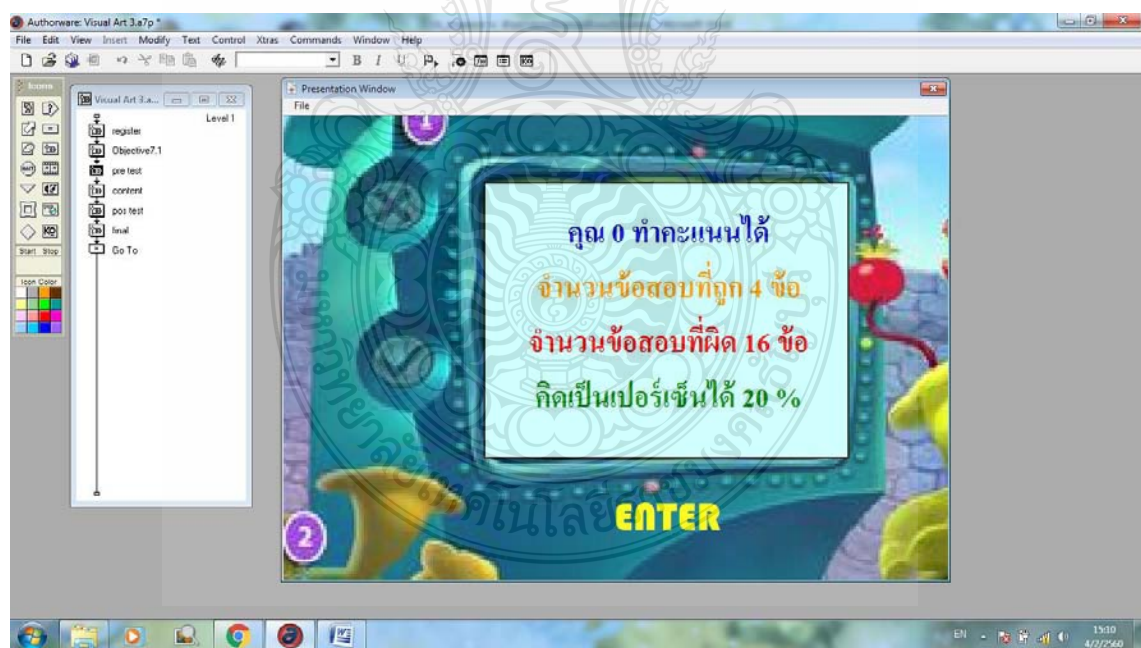 Authorware: Visual Art 3.a7p *
File Edit View Insert Modify Text Control Xtras Commands Window Help
B I U
Icons
Visual Art 3.a...
Level 1
register
Objective7.1
pre test
content
pos test
final
Go To
Start Stop
Icon Color
Presentation Window
File
1
คุณ 0 ทำคะแนนได้
จำนวนข้อสอบที่ถูก 4 ข้อ
จำนวนข้อสอบที่ผิด 16 ข้อ
คิดเป็นเปอร์เซ็นได้ 20 %
ENTER
2
EN
15:10
4/2/2560